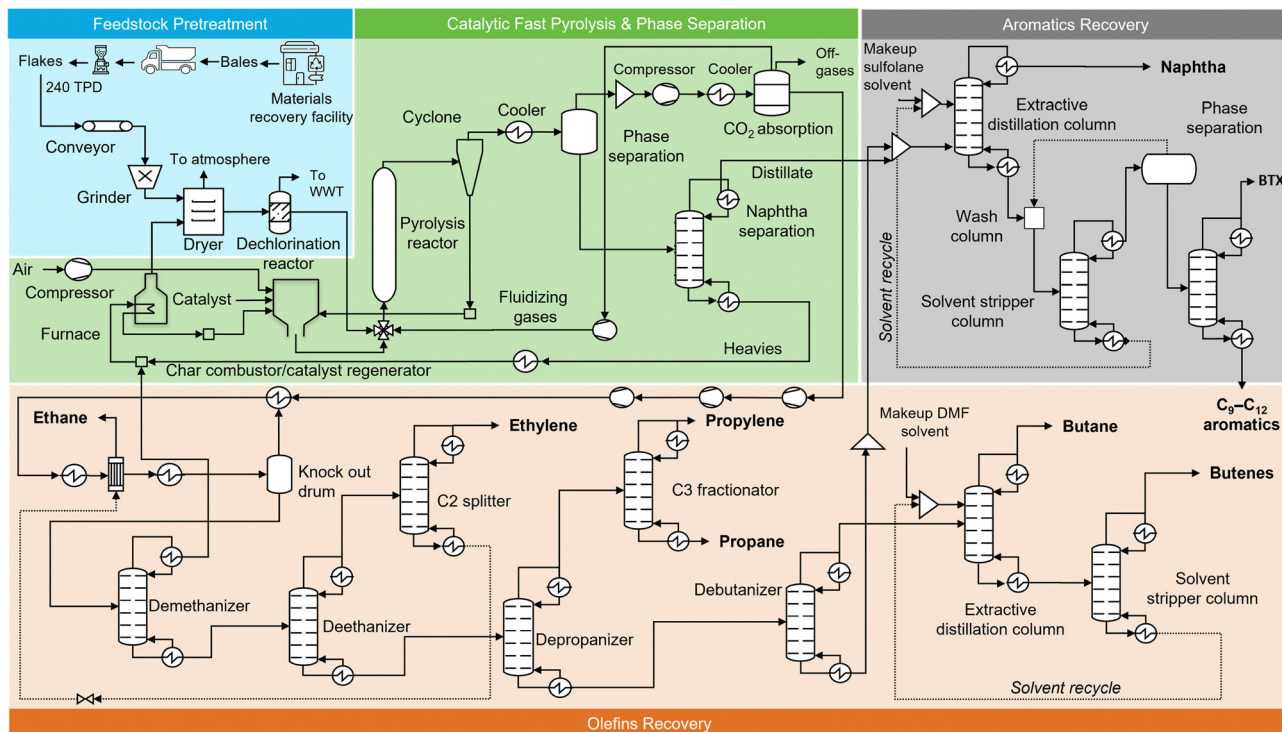 Feedstock Pretreatment
Catalytic Fast Pyrolysis & Phase Separation
Aromatics Recovery
Flakes
240 TPD
Bales
Materials
recovery facility
Conveyor
To atmosphere
To
WWT
Grinder
Dryer
Dechlorination
reactor
Cyclone
Cooler
Compressor
Cooler
Off-
gases
CO₂ absorption
Phase
separation
Distillate
Naphtha
separation
Pyrolysis
reactor
Air
Compressor
Catalyst
Furnace
Fluidizing
gases
Heavies
Char combustor/catalyst regenerator
Makeup
sulfolane
solvent
Naphtha
Extractive
distillation column
Phase
separation
BTX
Wash
column
Solvent recycle
Solvent stripper
column
C₉–C₁₂
aromatics
Ethane
Knock out
drum
Ethylene
C2 splitter
Propylene
C3 fractionator
Propane
Demethanizer
Deethanizer
Depropanizer
Debutanizer
Makeup DMF
solvent
Butane
Butenes
Extractive
distillation column
Solvent
stripper column
Solvent recycle
Olefins Recovery